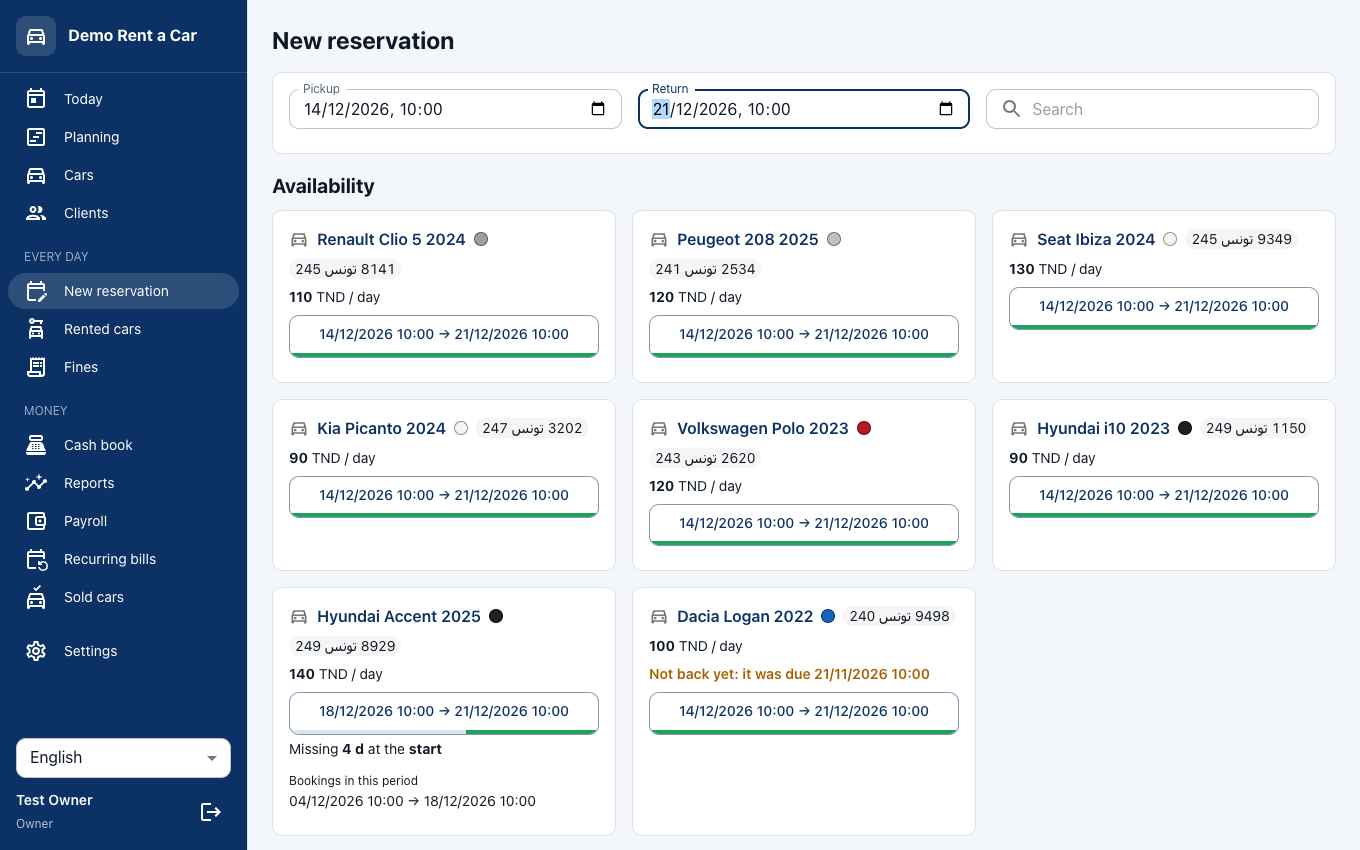 Demo Rent a Car
Today
Planning
Cars
Clients
EVERY DAY
New reservation
Rented cars
Fines
MONEY
Cash book
Reports
Payroll
Recurring bills
Sold cars
Settings
English
Test Owner
Owner
New reservation
Pickup
14/12/2026, 10:00
Return
21/12/2026, 10:00
Search
Availability
Renault Clio 5 2024
245 تونس 8141
110 TND / day
14/12/2026 10:00 → 21/12/2026 10:00
Peugeot 208 2025
241 تونس 2534
120 TND / day
14/12/2026 10:00 → 21/12/2026 10:00
Seat Ibiza 2024 245 تونس 9349
130 TND / day
14/12/2026 10:00 → 21/12/2026 10:00
Kia Picanto 2024 247 تونس 3202
90 TND / day
14/12/2026 10:00 → 21/12/2026 10:00
Volkswagen Polo 2023
243 تونس 2620
120 TND / day
14/12/2026 10:00 → 21/12/2026 10:00
Hyundai i10 2023 249 تونس 1150
90 TND / day
14/12/2026 10:00 → 21/12/2026 10:00
Hyundai Accent 2025
249 تونس 8929
140 TND / day
18/12/2026 10:00 → 21/12/2026 10:00
Missing 4 d at the start
Bookings in this period
04/12/2026 10:00 → 18/12/2026 10:00
Dacia Logan 2022 240 تونس 9498
100 TND / day
Not back yet: it was due 21/11/2026 10:00
14/12/2026 10:00 → 21/12/2026 10:00